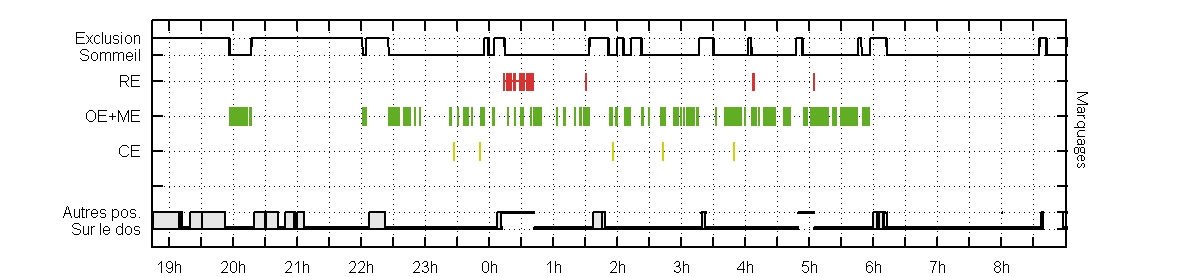 Exclusion
Sommeil
RE
OE+ME
CE
Marquages
Autres pos.
Sur le dos
19h 20h 21h 22h 23h 0h 1h 2h 3h 4h 5h 6h 7h 8h